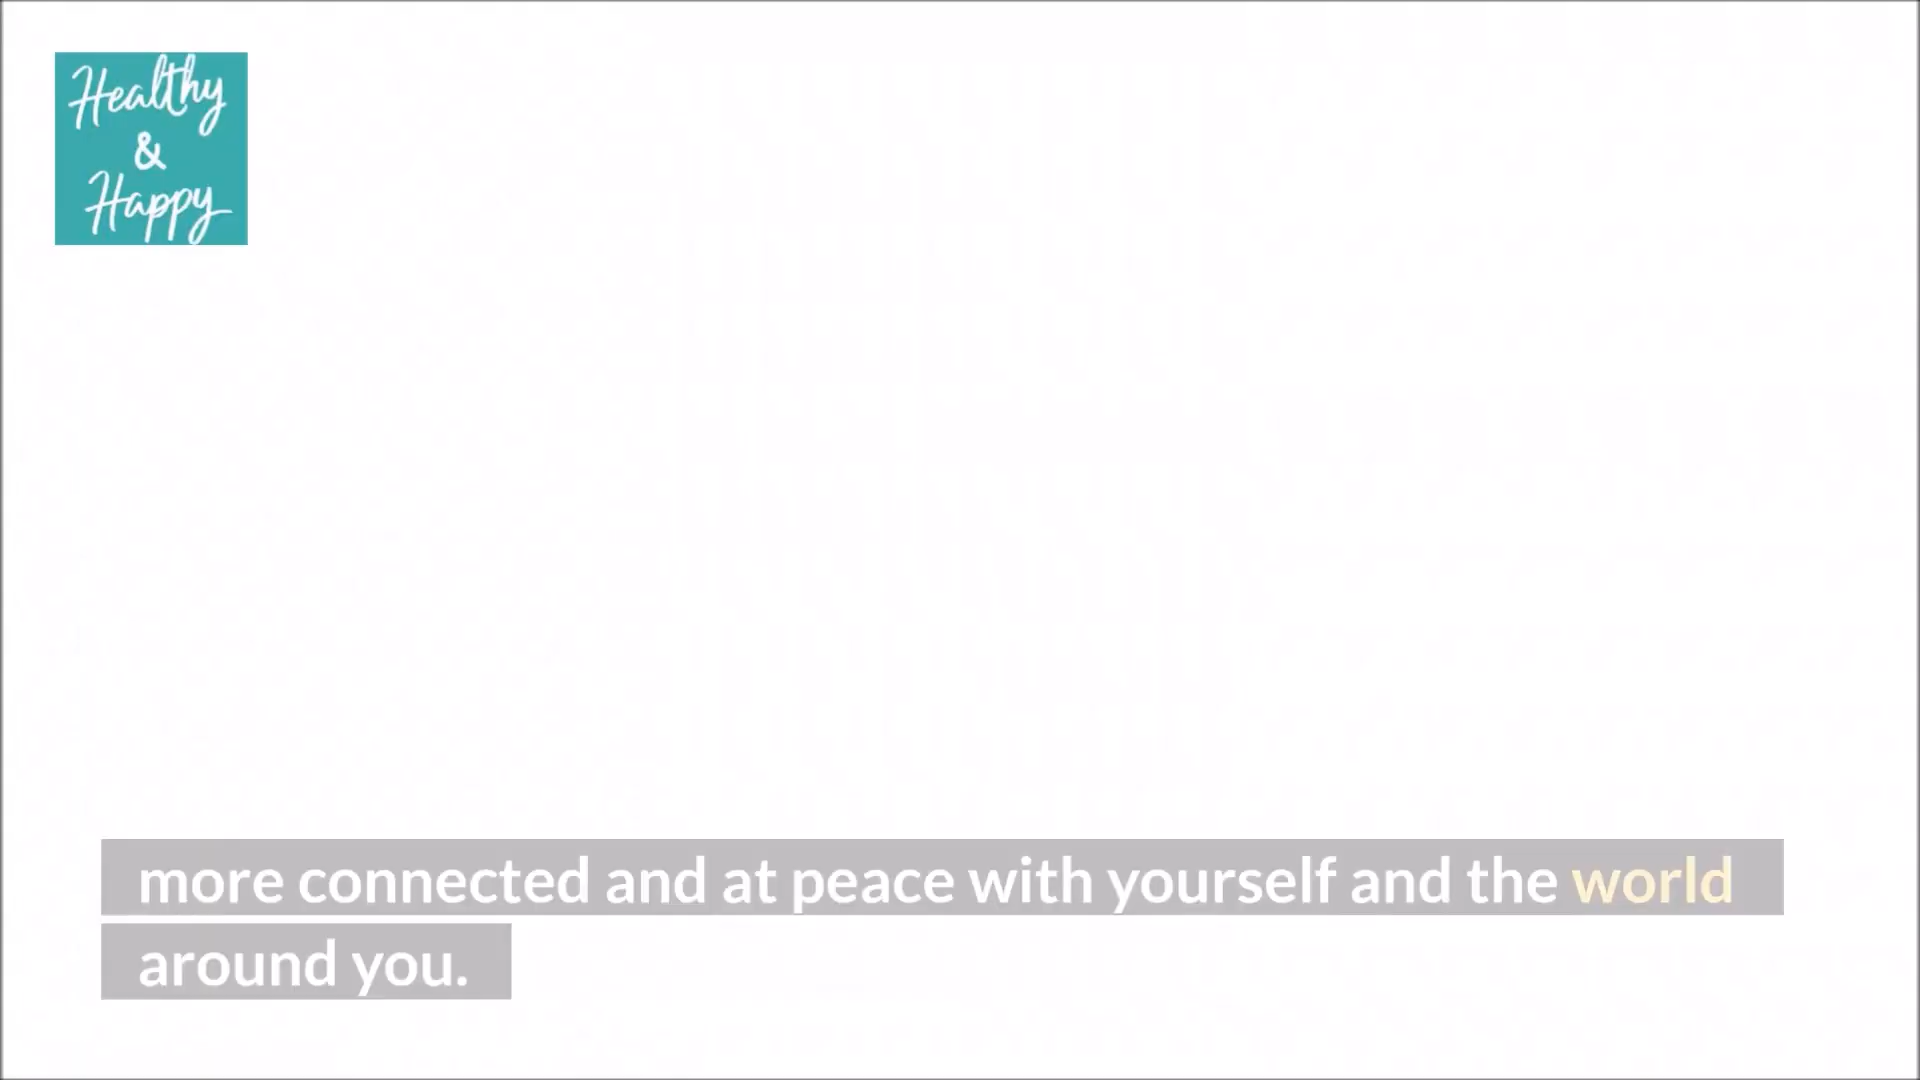 Healthy
&
Happy
more connected and at peace with yourself and the world
around you.